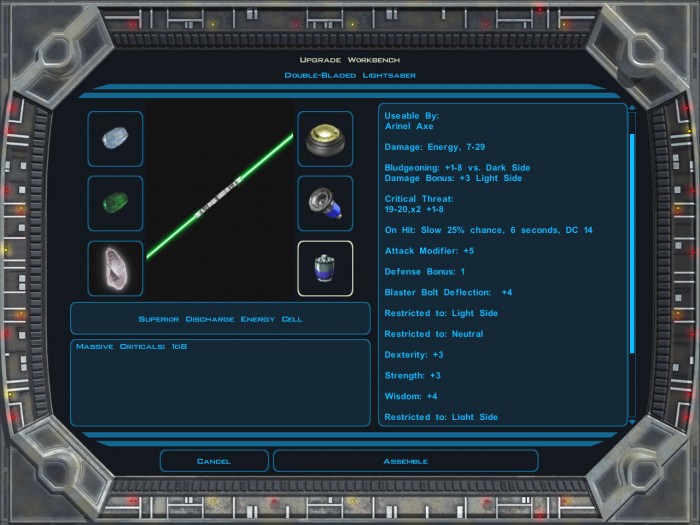 Upgrade Workbench
Double-Bladed Lightsaber
Useable By:
Arinel Axe
Damage: Energy, 7-29
Bludgeoning: +1-8 vs. Dark Side
Damage Bonus: +3 Light Side
Critical Threat:
19-20,x2 +1-8
On Hit: Slow 25% chance, 6 seconds, DC 14
Attack Modifier: +5
Defense Bonus: 1
Blaster Bolt Deflection: +4
Restricted to: Light Side
Restricted to: Neutral
Dexterity: +3
Strength: +3
Wisdom: +4
Restricted to: Light Side
Superior Discharge Energy Cell
Massive Criticals: 1d8
Cancel
Assemble